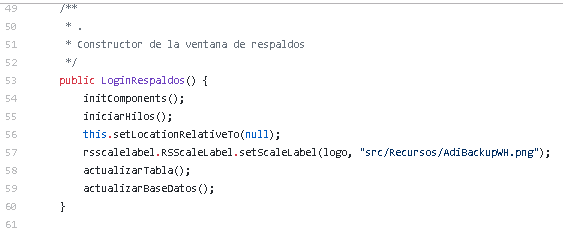 49 /**
50 * .
51 * Constructor de la ventana de respaldos
52 */
53 public LoginRespaldos() {
54 initComponents();
55 iniciarHilos();
56 this.setLocationRelativeTo(null);
57 rsscalelabel.RSScaleLabel.setScaleLabel(logo, "src/Recursos/AdiBackupWH.png");
58 actualizarTabla();
59 actualizarBaseDatos();
60 }
61